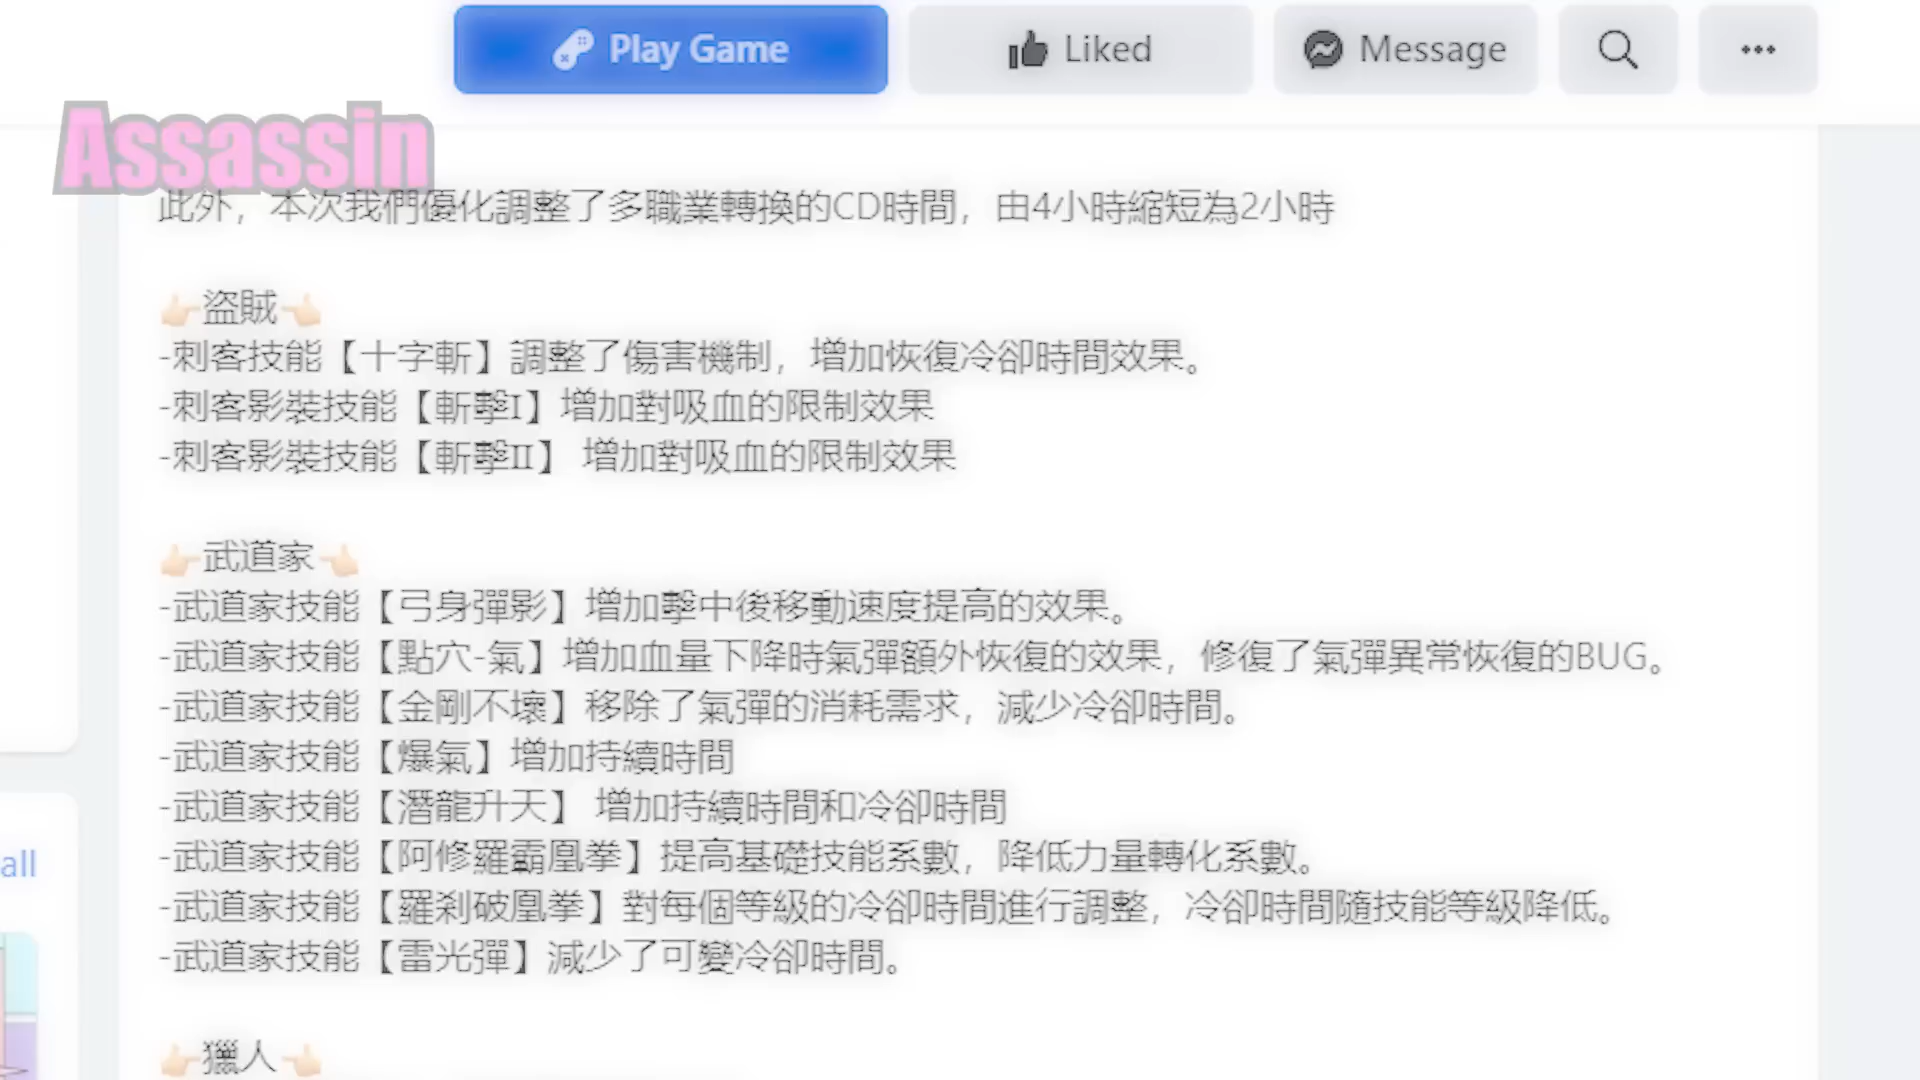 Play Game
Liked
Message
Assassin
此外，本次我們優化調整了多職業轉換的CD時間，由4小時縮短為2小時
盜賊
-刺客技能【十字斬】調整了傷害機制，增加恢復冷卻時間效果。
-刺客影裝技能【斬擊I】增加對吸血的限制效果
-刺客影裝技能【斬擊II】 增加對吸血的限制效果
武道家
-武道家技能【弓身彈影】增加擊中後移動速度提高的效果。
-武道家技能【點穴-氣】增加血量下降時氣彈額外恢復的效果，修復了氣彈異常恢復的BUG。
-武道家技能【金剛不壞】移除了氣彈的消耗需求，減少冷卻時間。
-武道家技能【爆氣】增加持續時間
-武道家技能【潛龍升天】 增加持續時間和冷卻時間
-武道家技能【阿修羅霸凰拳】提高基礎技能系數，降低力量轉化系數。
-武道家技能【羅剎破凰拳】對每個等級的冷卻時間進行調整，冷卻時間隨技能等級降低。
-武道家技能【雷光彈】減少了可變冷卻時間。
all
獵人